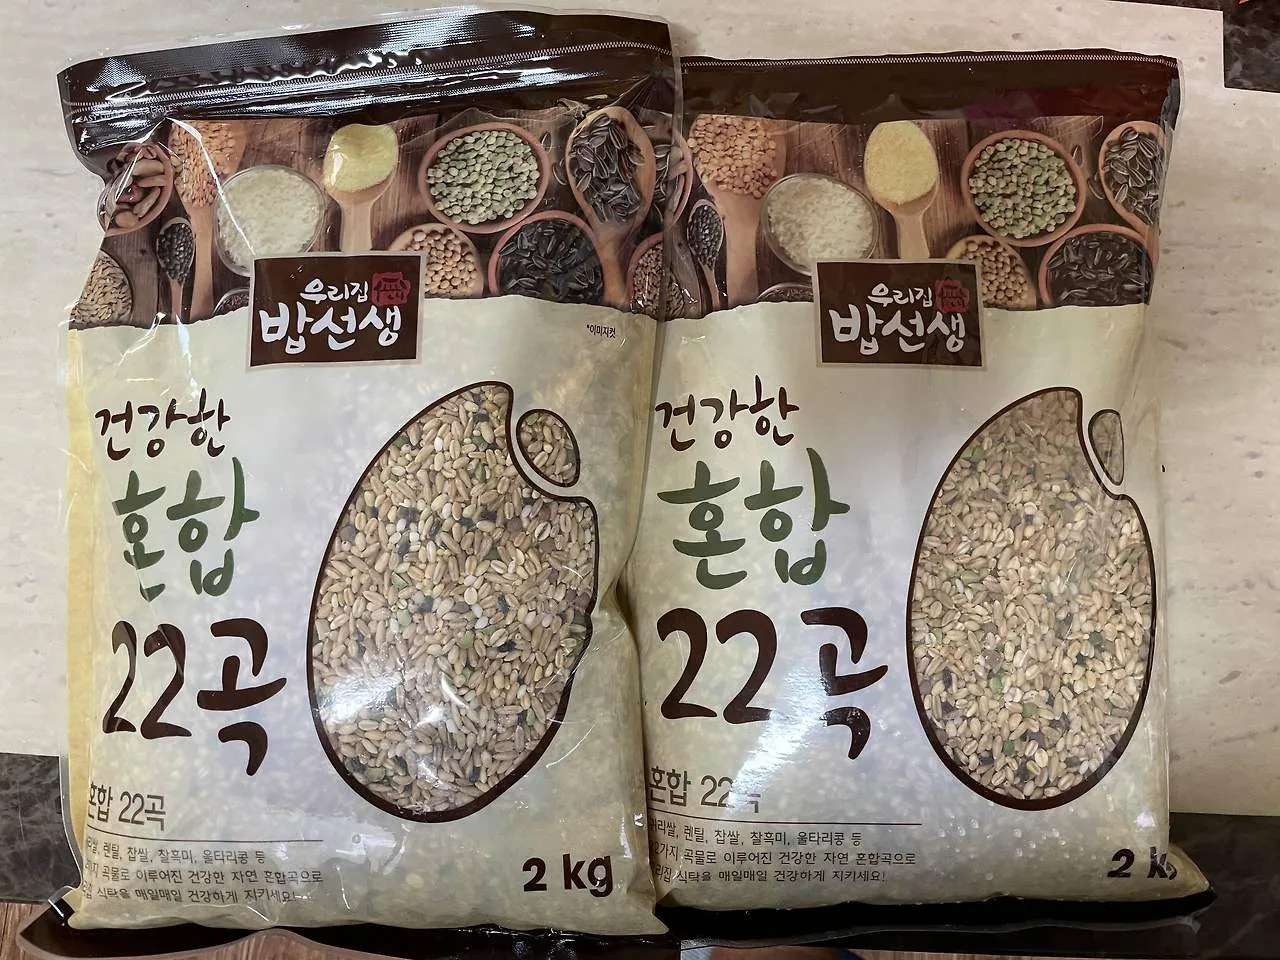 우리집
밥선생
*이미지컷
건강한
혼합
22곡
혼합 22곡
렌틸, 찹쌀, 찰흑미, 울타리콩 등
곡물로 이루어진 건강한 자연 혼합곡으로
식탁을 매일매일 건강하게 지키세요!
2 kg
우리집
밥선생
건강한
혼합
22곡
혼합 22
렌틸, 찹쌀, 찰흑미, 울타리콩 등
곡물로 이루어진 건강한 자연 혼합곡으로
식탁을 매일매일 건강하게 지키세요!
2 k